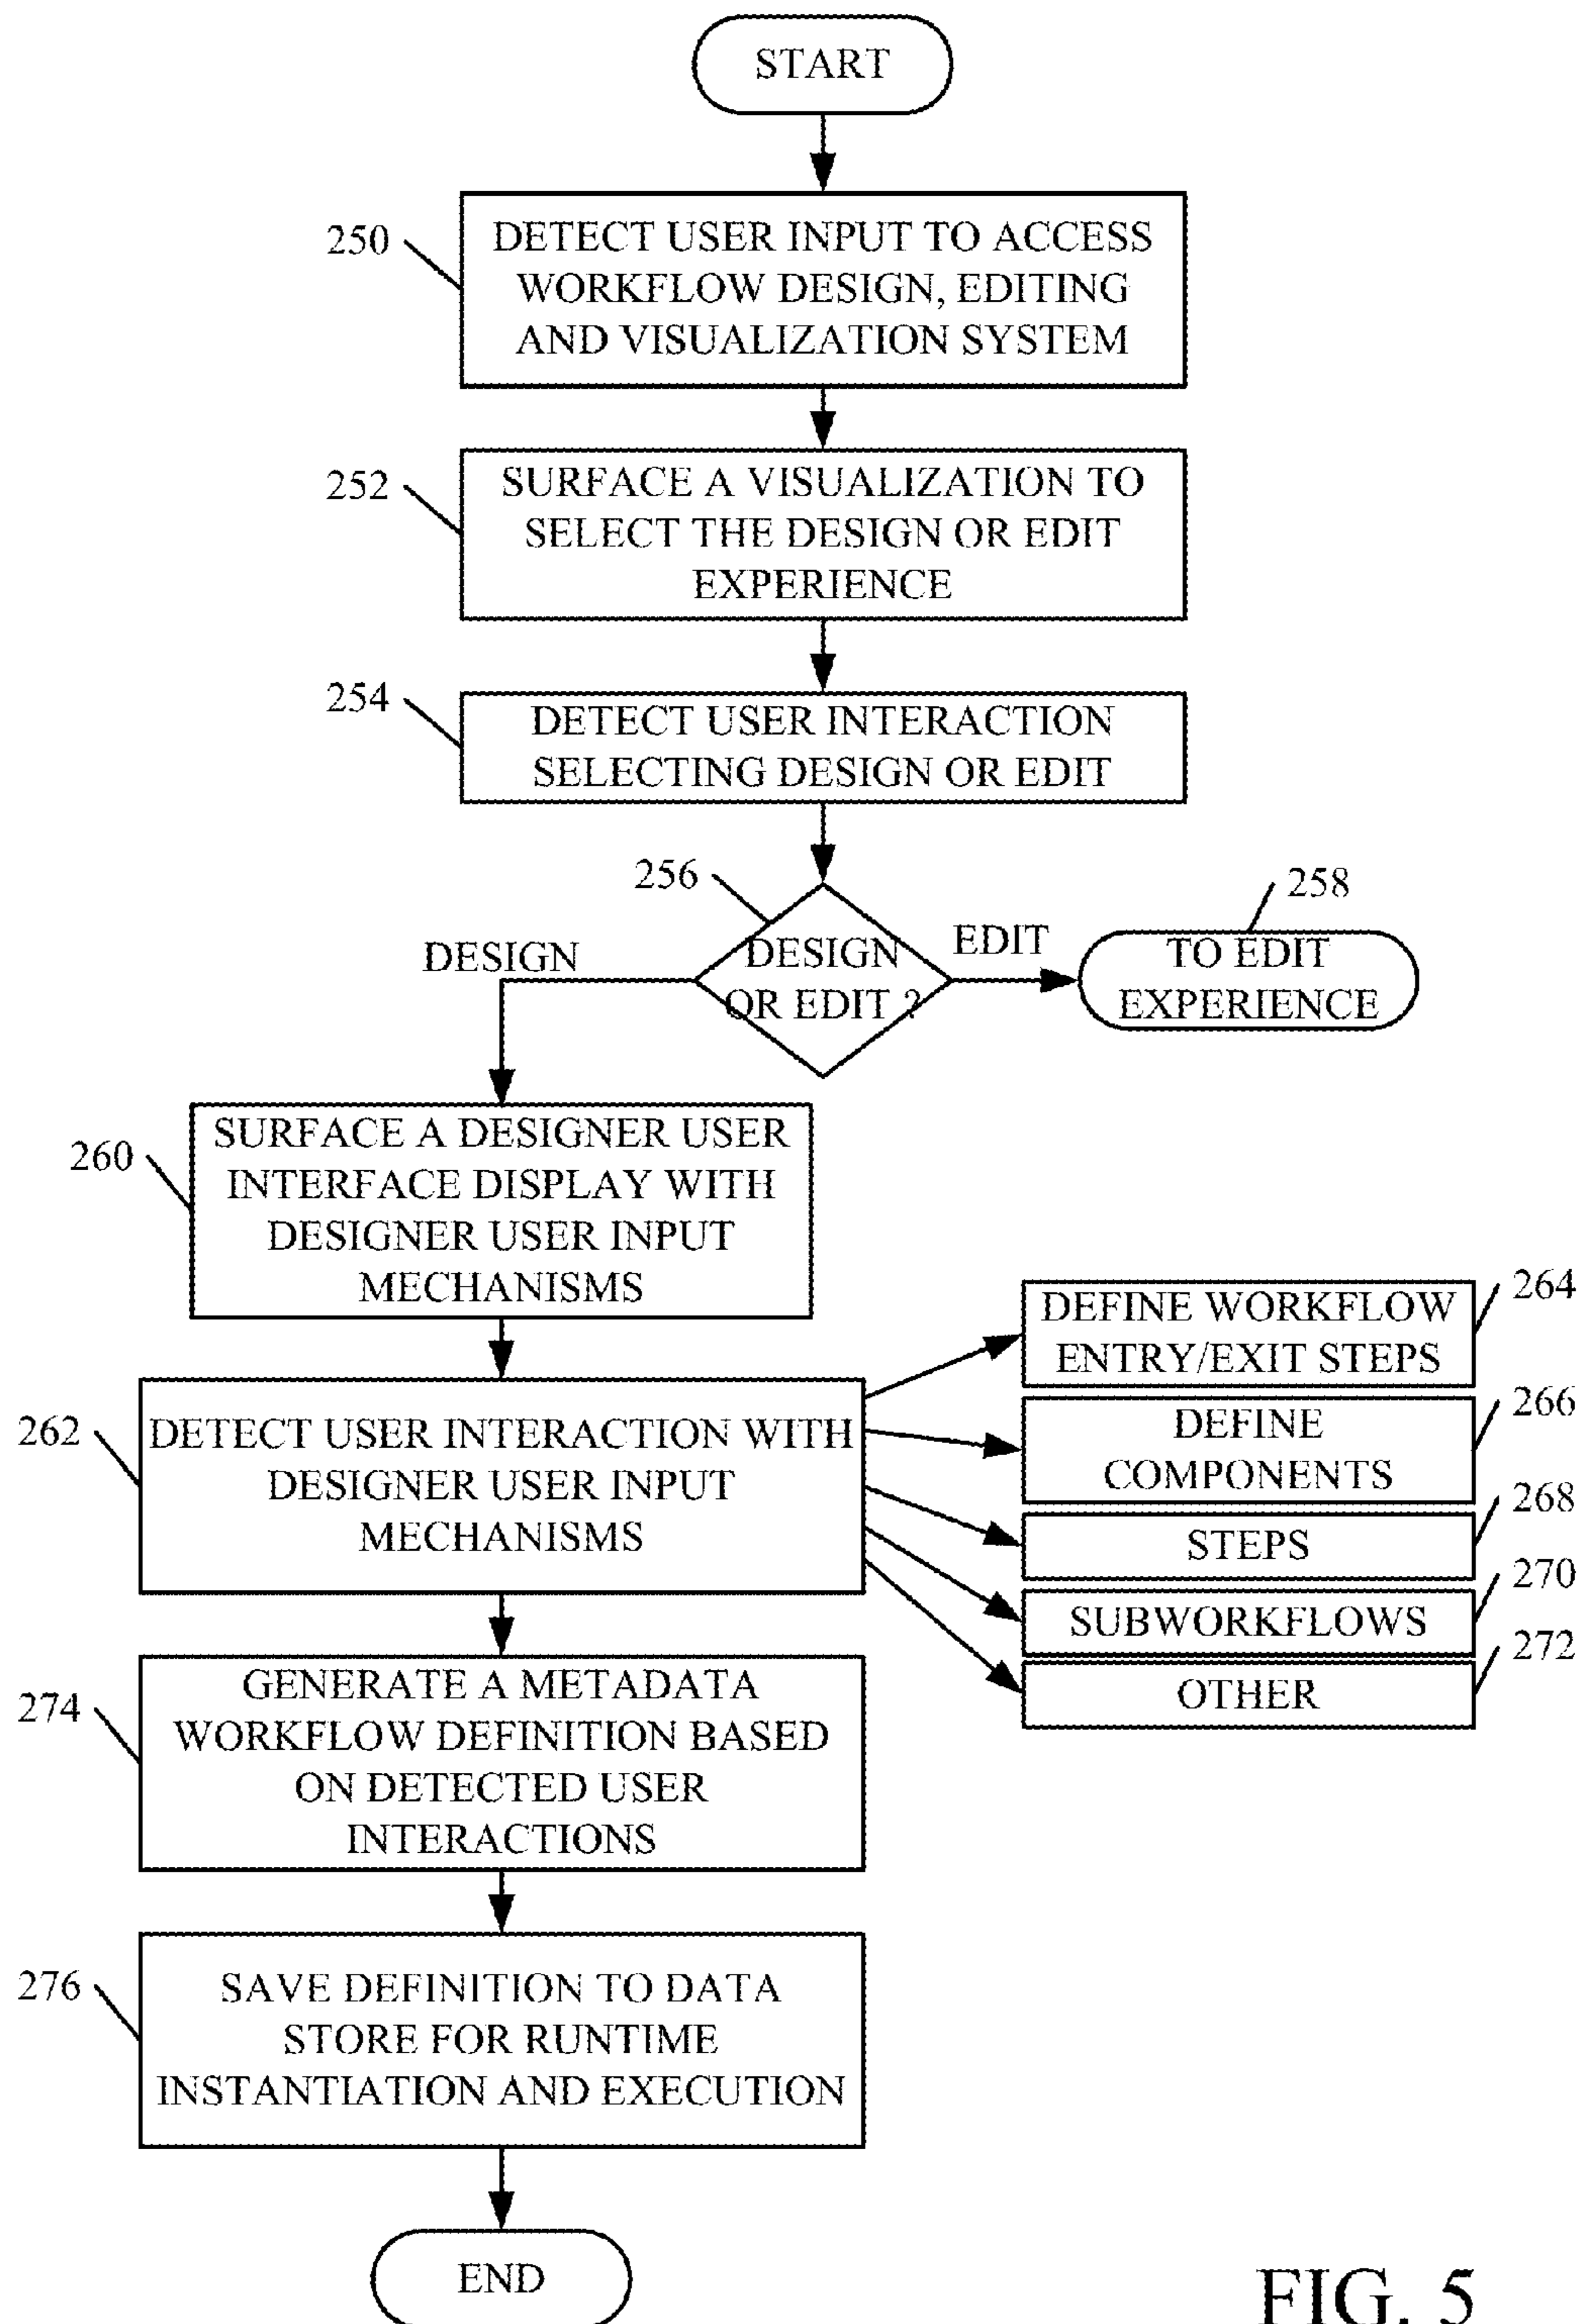 START
250
DETECT USER INPUT TO ACCESS
WORKFLOW DESIGN, EDITING
AND VISUALIZATION SYSTEM
252
SURFACE A VISUALIZATION TO
SELECT THE DESIGN OR EDIT
EXPERIENCE
254
DETECT USER INTERACTION
SELECTING DESIGN OR EDIT
256
DESIGN
OR EDIT ?
DESIGN
EDIT
258
TO EDIT
EXPERIENCE
260
SURFACE A DESIGNER USER
INTERFACE DISPLAY WITH
DESIGNER USER INPUT
MECHANISMS
262
DETECT USER INTERACTION WITH
DESIGNER USER INPUT
MECHANISMS
264
DEFINE WORKFLOW
ENTRY/EXIT STEPS
266
DEFINE
COMPONENTS
268
STEPS
270
SUBWORKFLOWS
272
OTHER
274
GENERATE A METADATA
WORKFLOW DEFINITION BASED
ON DETECTED USER
INTERACTIONS
276
SAVE DEFINITION TO DATA
STORE FOR RUNTIME
INSTANTIATION AND EXECUTION
END
FIG. 5